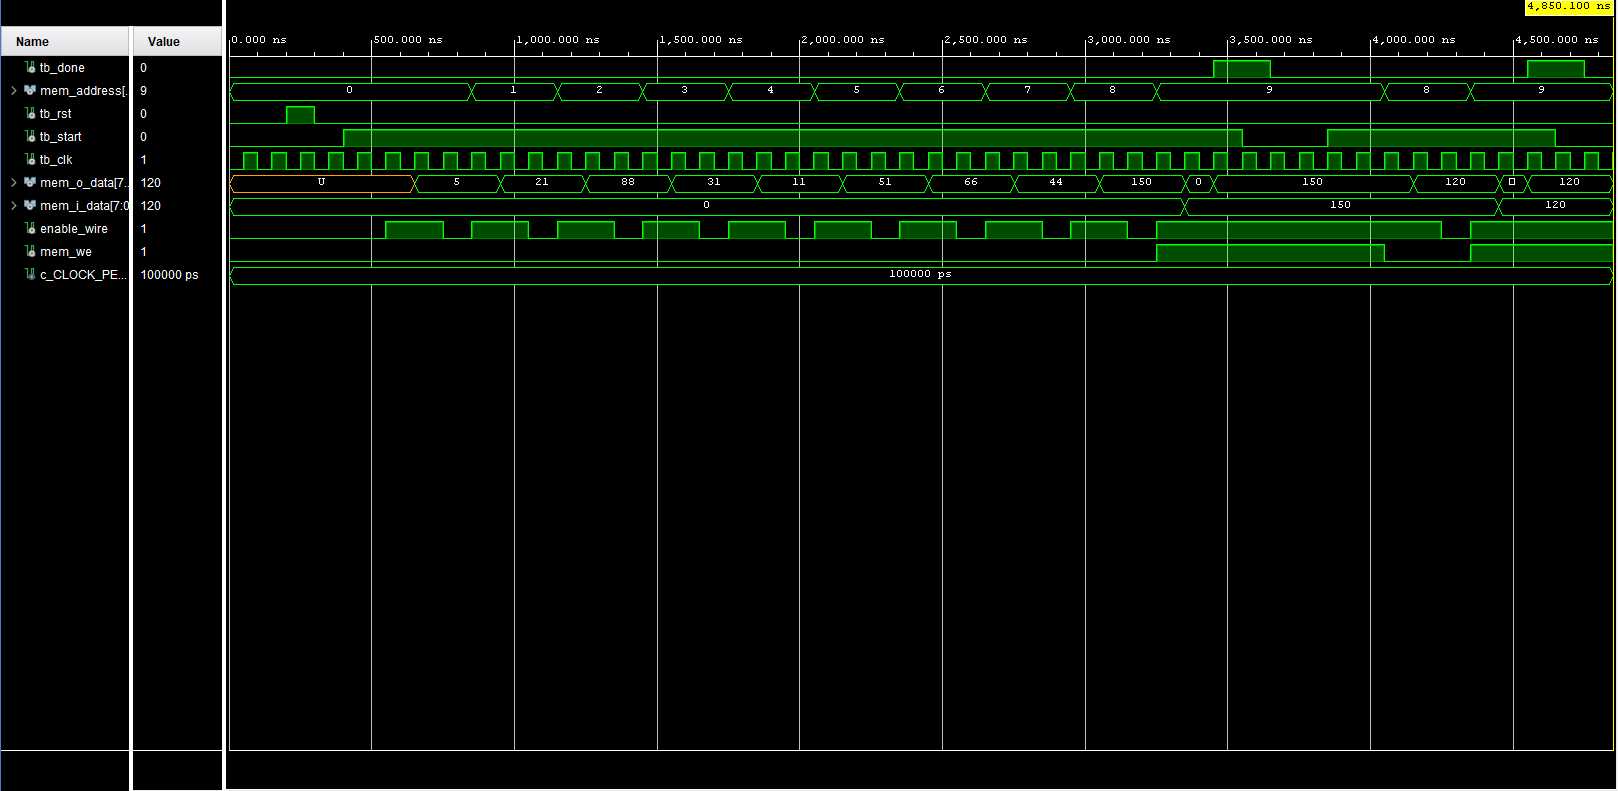 4,850.100 ns
Name Value
0.000 ns 500.000 ns 1,000.000 ns 1,500.000 ns 2,000.000 ns 2,500.000 ns 3,000.000 ns 3,500.000 ns 4,000.000 ns 4,500.000 ns
tb_done 0
mem_address[.. 9 0 1 2 3 4 5 6 7 8 9 8 9
tb_rst 0
tb_start 0
tb_clk 1
mem_o_data[7.. 120 U 5 21 88 31 11 51 66 44 150 0 150 120 120
mem_i_data[7:0 120 0 150 120
enable_wire 1
mem_we 1
c_CLOCK_PE... 100000 ps 100000 ps